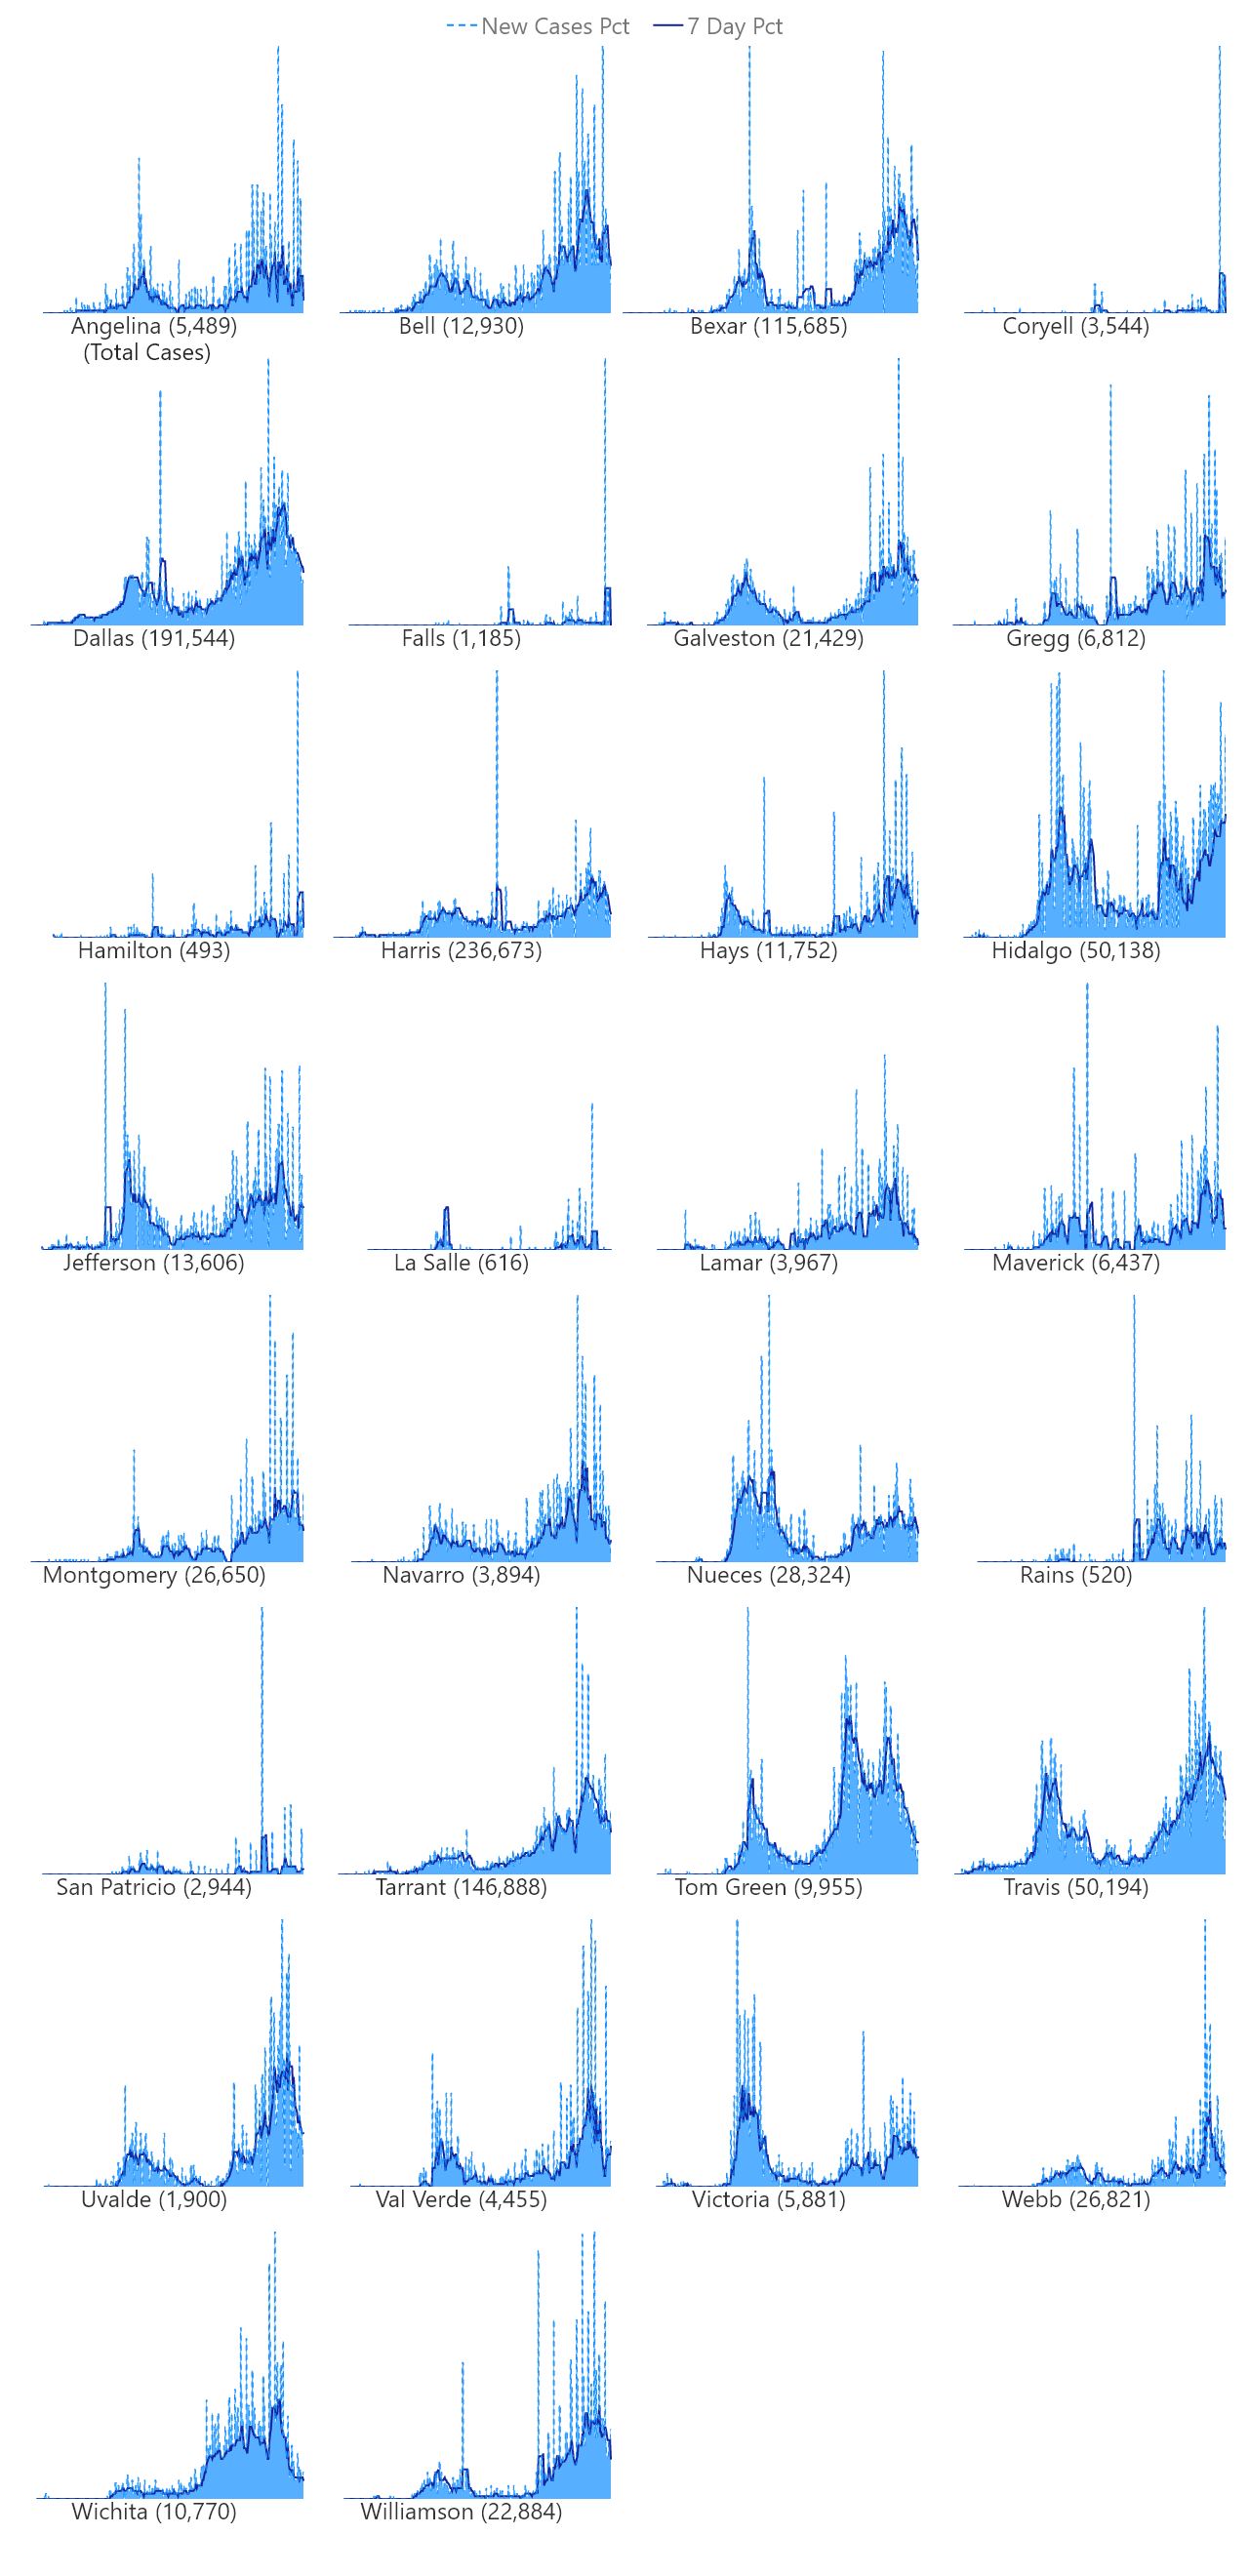 New Cases Pct 7 Day Pct
Angelina (5,489) Bell (12,930) Bexar (115,685) Coryell (3,544)
(Total Cases)
Dallas (191,544) Falls (1,185) Galveston (21,429) Gregg (6,812)
Hamilton (493) Harris (236,673) Hays (11,752) Hidalgo (50,138)
Jefferson (13,606) La Salle (616) Lamar (3,967) Maverick (6,437)
Montgomery (26,650) Navarro (3,894) Nueces (28,324) Rains (520)
San Patricio (2,944) Tarrant (146,888) Tom Green (9,955) Travis (50,194)
Uvalde (1,900) Val Verde (4,455) Victoria (5,881) Webb (26,821)
Wichita (10,770) Williamson (22,884)